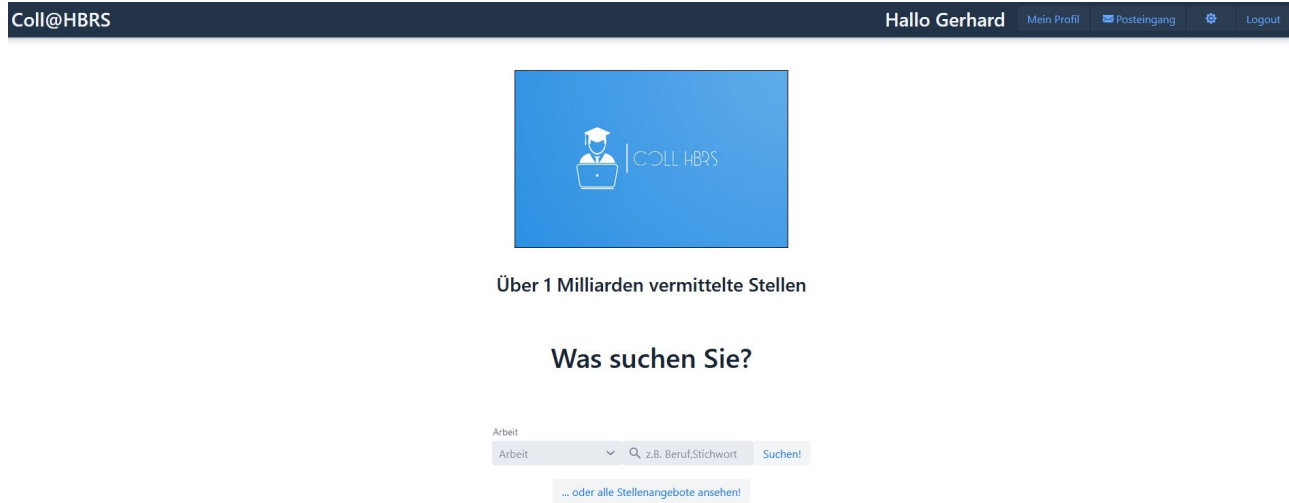 Coll@HBRS
Hallo Gerhard Mein Profil Posteingang Logout
COLL HBRS
Über 1 Milliarden vermittelte Stellen
Was suchen Sie?
Arbeit
Arbeit z.B. Beruf,Stichwort Suchen!
... oder alle Stellenangebote ansehen!